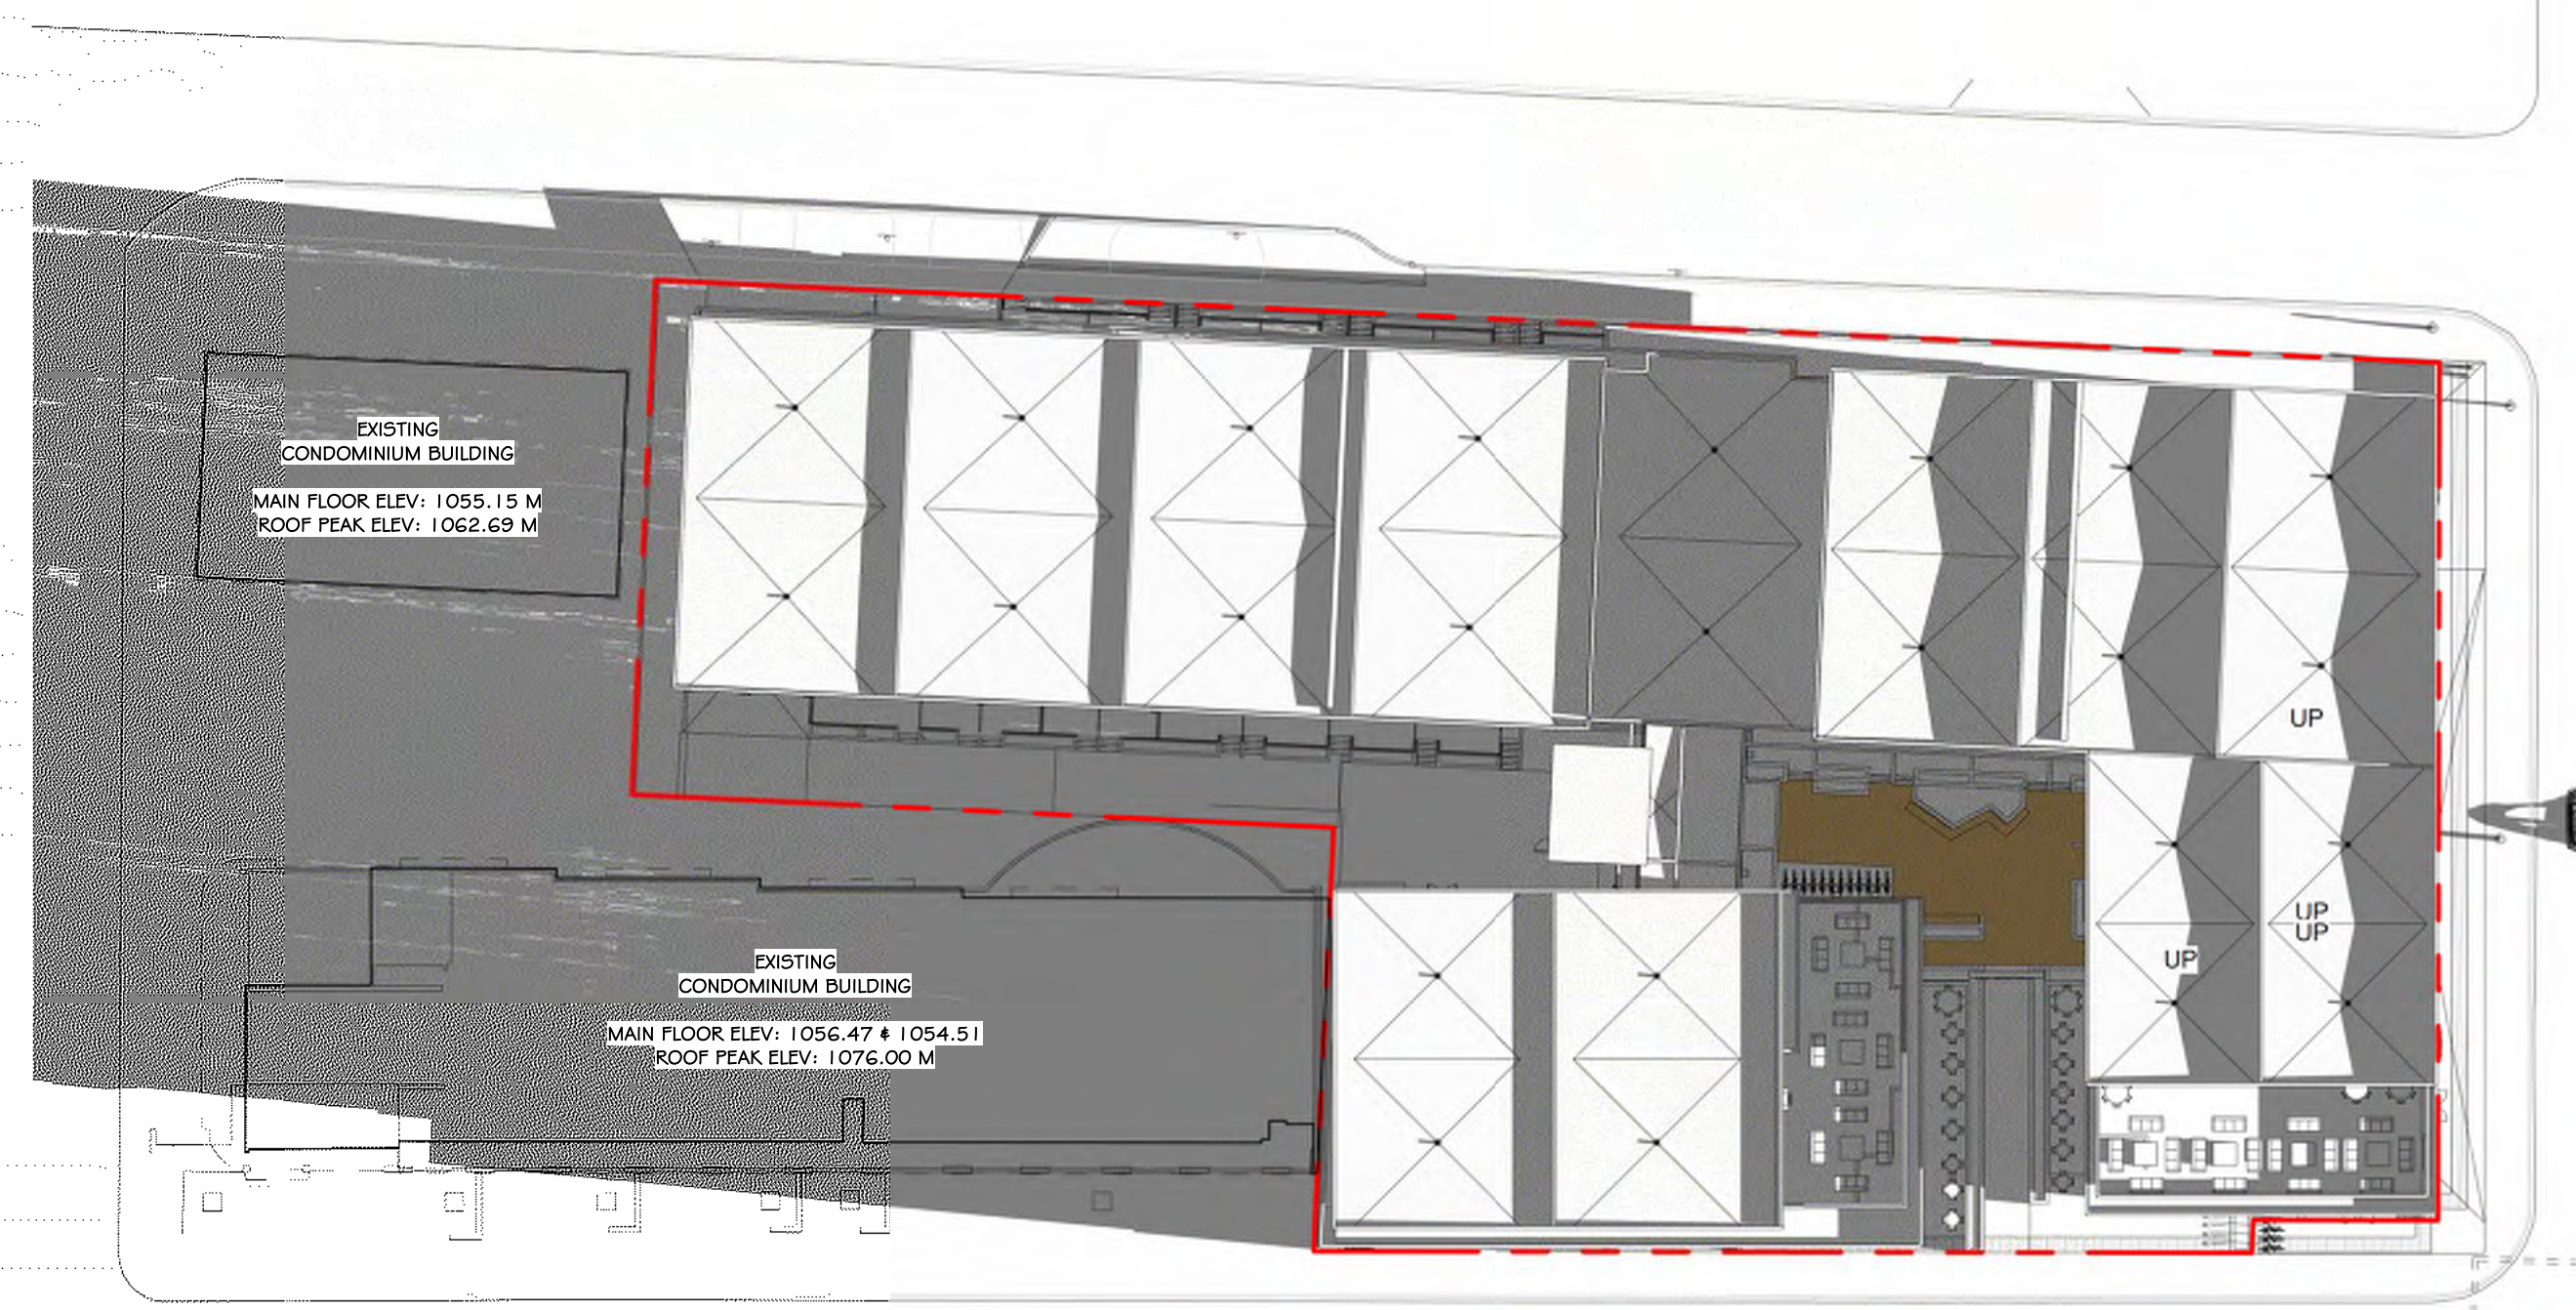 EXISTING
CONDOMINIUM BUILDING
MAIN FLOOR ELEV: 1055.15 M
ROOF PEAK ELEV: 1062.69 M
UP
UP
UP
UP
EXISTING
CONDOMINIUM BUILDING
MAIN FLOOR ELEV: 1056.47 & 1054.51
ROOF PEAK ELEV: 1076.00 M